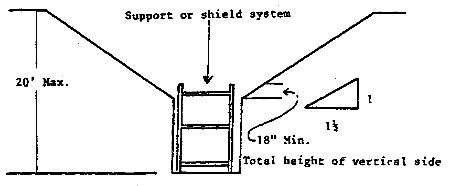 Support or shield system
20' Max.
1
1½
18" Min.
Total height of vertical side